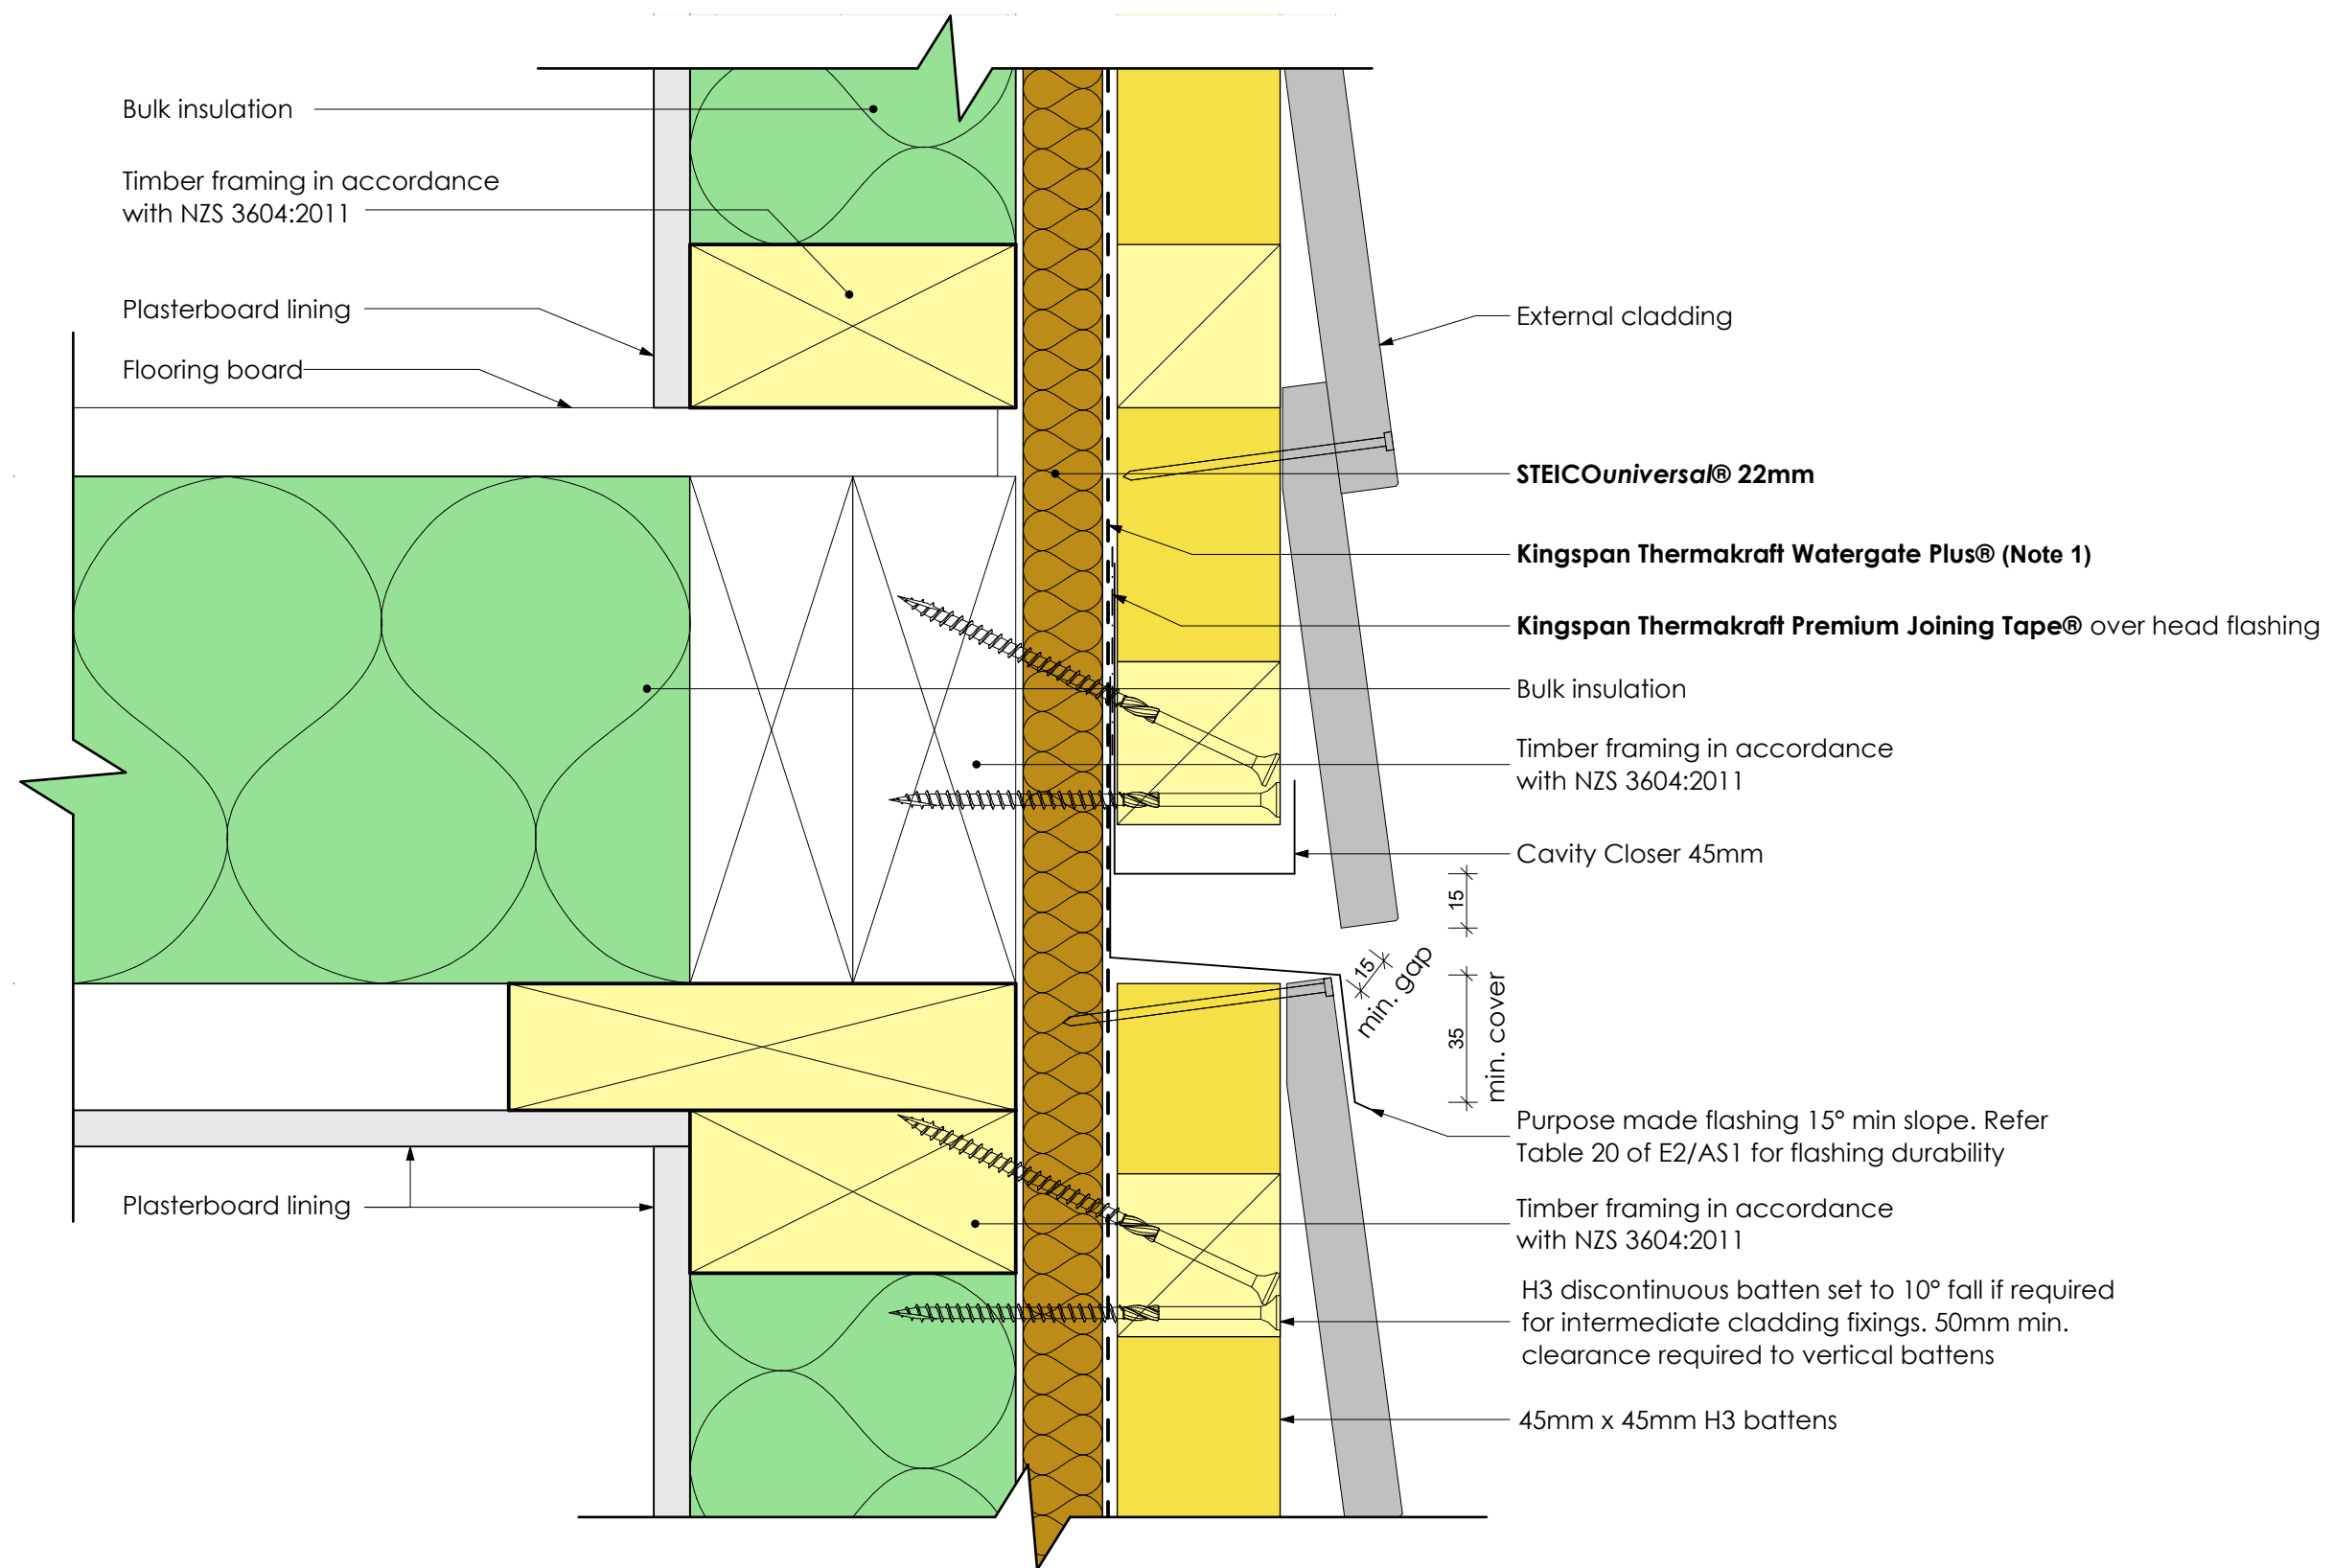 Bulk insulation
Timber framing in accordance
with NZS 3604:2011
Plasterboard lining
Flooring board
Plasterboard lining
External cladding
STEICOuniversal® 22mm
Kingspan Thermakraft Watergate Plus® (Note 1)
Kingspan Thermakraft Premium Joining Tape® over head flashing
Bulk insulation
Timber framing in accordance
with NZS 3604:2011
Cavity Closer 45mm
15
15
min. gap
35
min. cover
Purpose made flashing 15° min slope. Refer
Table 20 of E2/AS1 for flashing durability
Timber framing in accordance
with NZS 3604:2011
H3 discontinuous batten set to 10° fall if required
for intermediate cladding fixings. 50mm min.
clearance required to vertical battens
45mm x 45mm H3 battens